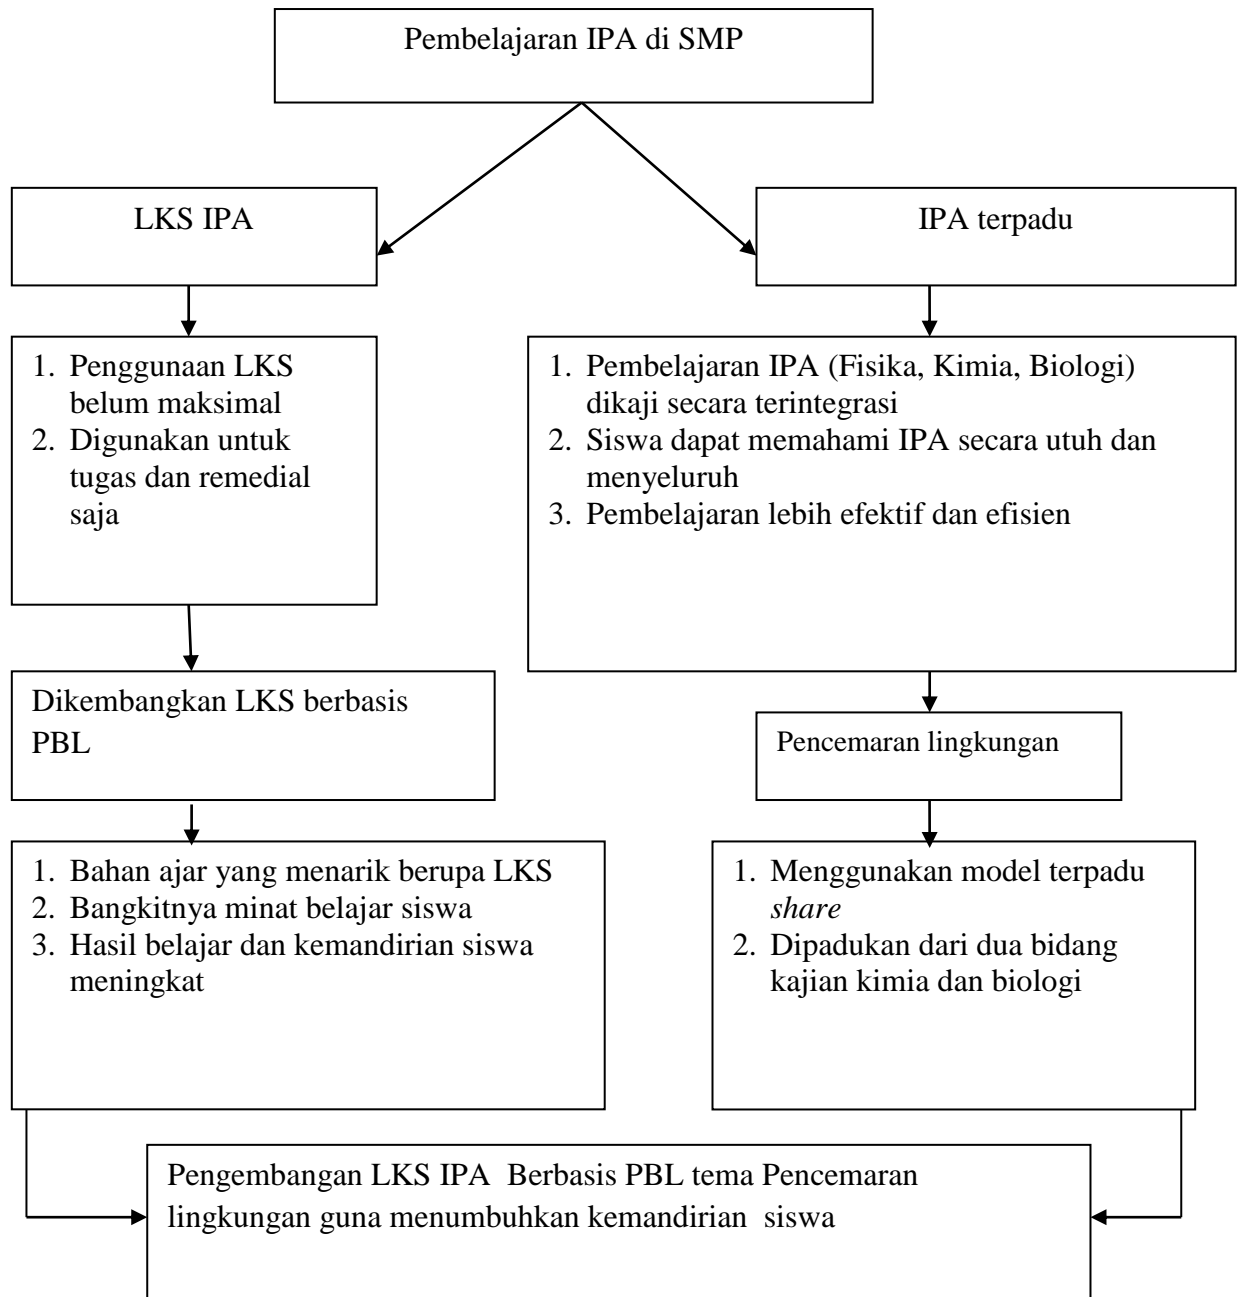 Pembelajaran IPA di SMP
LKS IPA
IPA terpadu
1. Penggunaan LKS
belum maksimal
2. Digunakan untuk
tugas dan remedial
saja
1. Pembelajaran IPA (Fisika, Kimia, Biologi)
dikaji secara terintegrasi
2. Siswa dapat memahami IPA secara utuh dan
menyeluruh
3. Pembelajaran lebih efektif dan efisien
Dikembangkan LKS berbasis
PBL
Pencemaran lingkungan
1. Bahan ajar yang menarik berupa LKS
2. Bangkitnya minat belajar siswa
3. Hasil belajar dan kemandirian siswa
meningkat
1. Menggunakan model terpadu
share
2. Dipadukan dari dua bidang
kajian kimia dan biologi
Pengembangan LKS IPA Berbasis PBL tema Pencemaran
lingkungan guna menumbuhkan kemandirian siswa